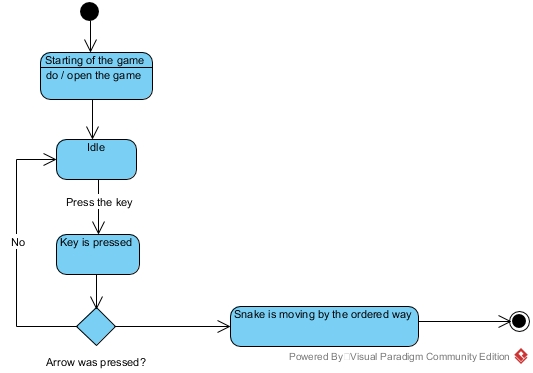 Starting of the game
do / open the game
Idle
Press the key
Key is pressed
No
Snake is moving by the ordered way
Arrow was pressed?
Powered By Visual Paradigm Community Edition